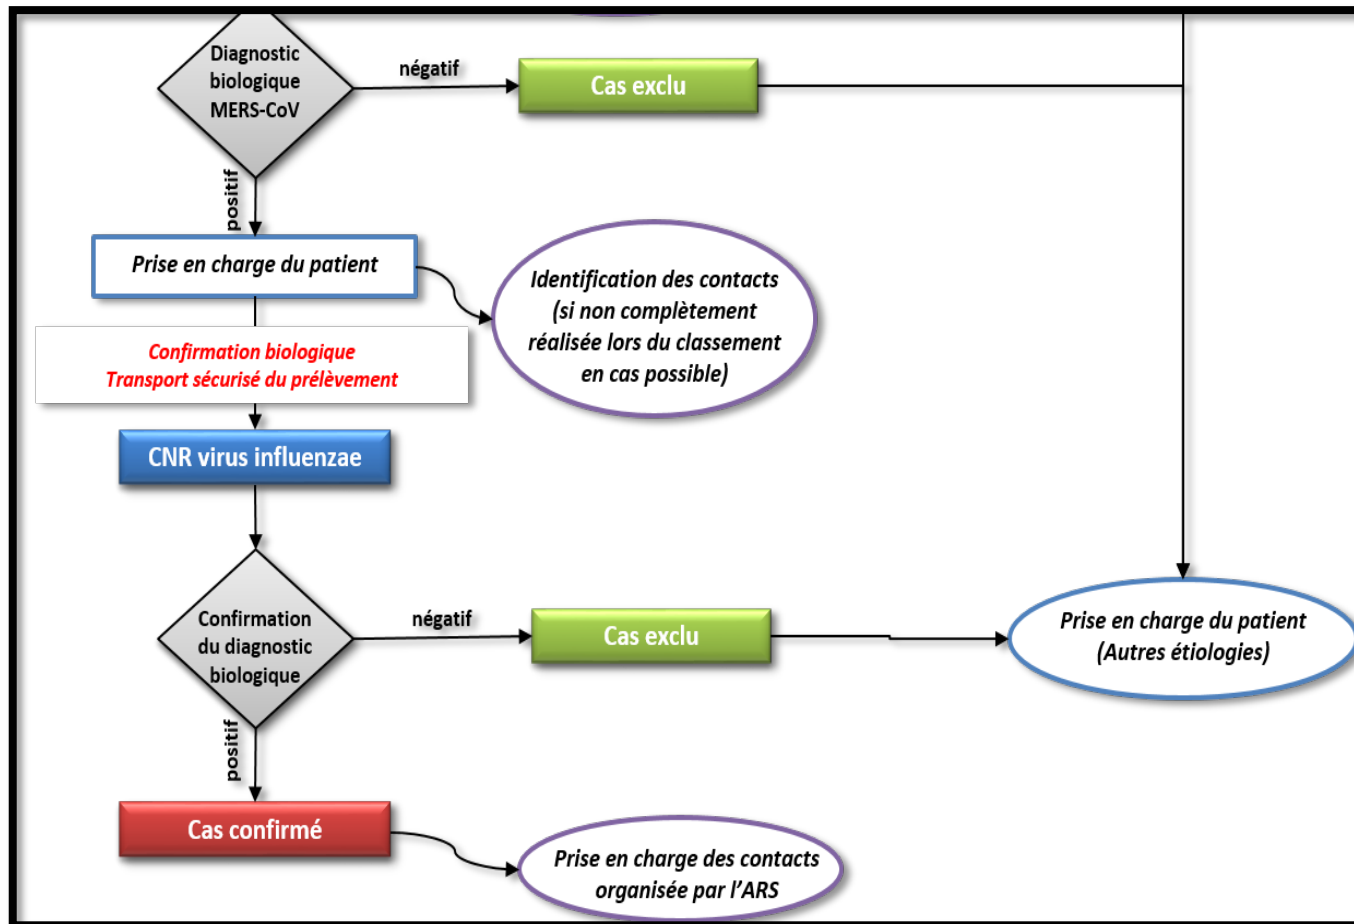 Diagnostic
biologique
MERS-CoV
négatif
Cas exclu
positif
Prise en charge du patient
Identification des contacts
(si non complètement
réalisée lors du classement
en cas possible)
Confirmation biologique
Transport sécurisé du prélèvement
CNR virus influenzae
Confirmation
du diagnostic
biologique
négatif
Cas exclu
Prise en charge du patient
(Autres étiologies)
positif
Cas confirmé
Prise en charge des contacts
organisée par l'ARS